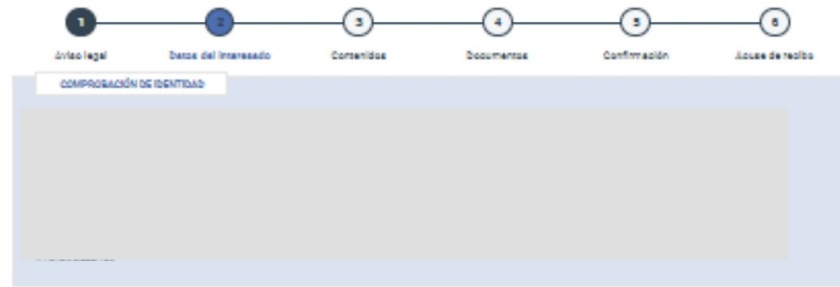 1 2 3 4 5 6
Aviso legal Datos del interesado Contenidos Documentos Confirmación Acuse de recibo
COMPROBACIÓN DE IDENTIDAD